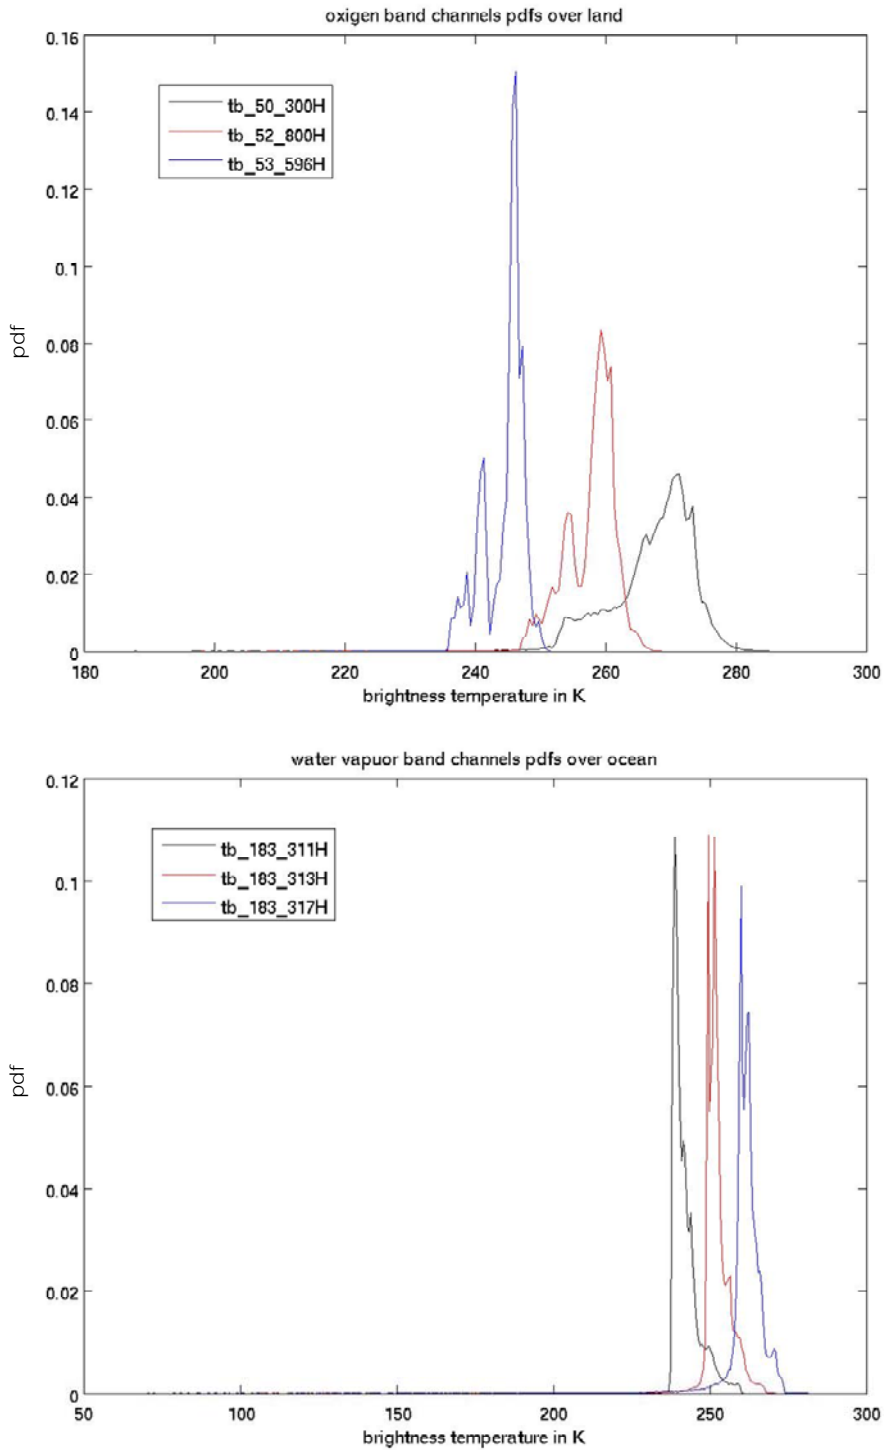 oxigen band channels pdfs over land
0.16
0.14
0.12
0.1
0.08
0.06
0.04
0.02
0
pdf
tb_50_300H
tb_52_800H
tb_53_596H
180 200 220 240 260 280 300
brightness temperature in K
water vapuor band channels pdfs over ocean
0.12
0.1
0.08
0.06
0.04
0.02
0
pdf
tb_183_311H
tb_183_313H
tb_183_317H
50 100 150 200 250 300
brightness temperature in K